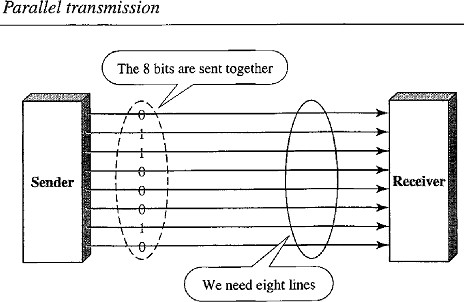 Parallel transmission
The 8 bits are sent together
0
1
1
0
0
0
1
0
Sender
Receiver
We need eight lines